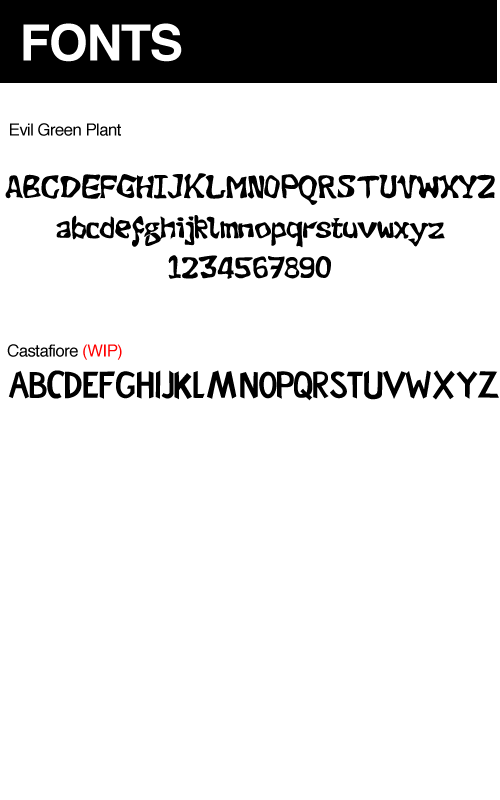 FONTS
Evil Green Plant
ABCDEFGHIJKLMNOPQRSTUVWXYZ
abcdefghijklmnopqrstuvwxyz
1234567890
Castafiore (WIP)
ABCDEFGHIJKLMNOPQRSTUVWXYZ